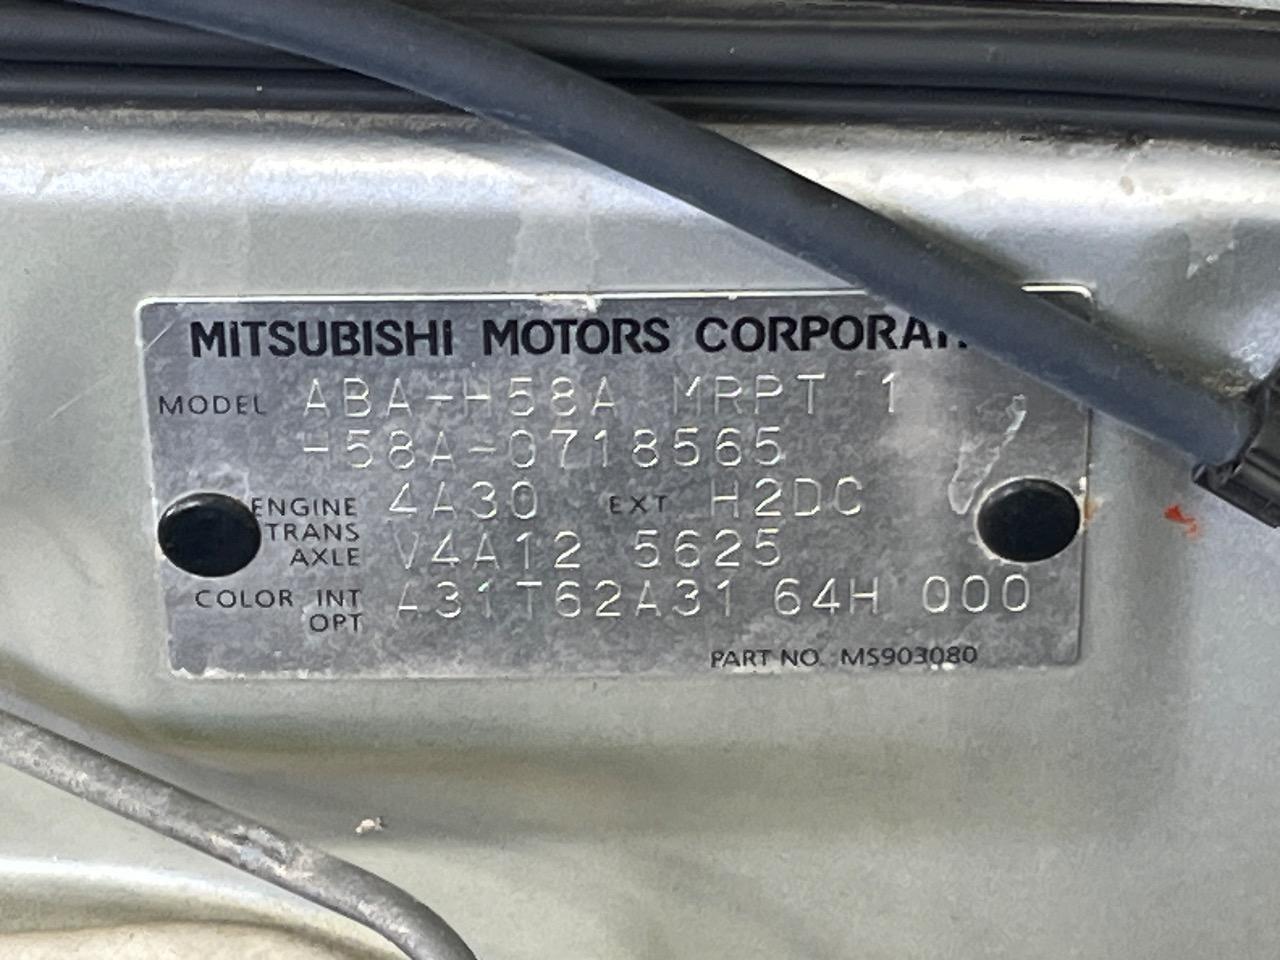 MITSUBISHI MOTORS CORPORAT
MODEL ABA-H58A MRPT 1
H58A-0718565
ENGINE 4A30 EXT H2DC
TRANS AXLE V4A12 5625
COLOR INT OPT A31T62A31 64H 000
PART NO. MS903080